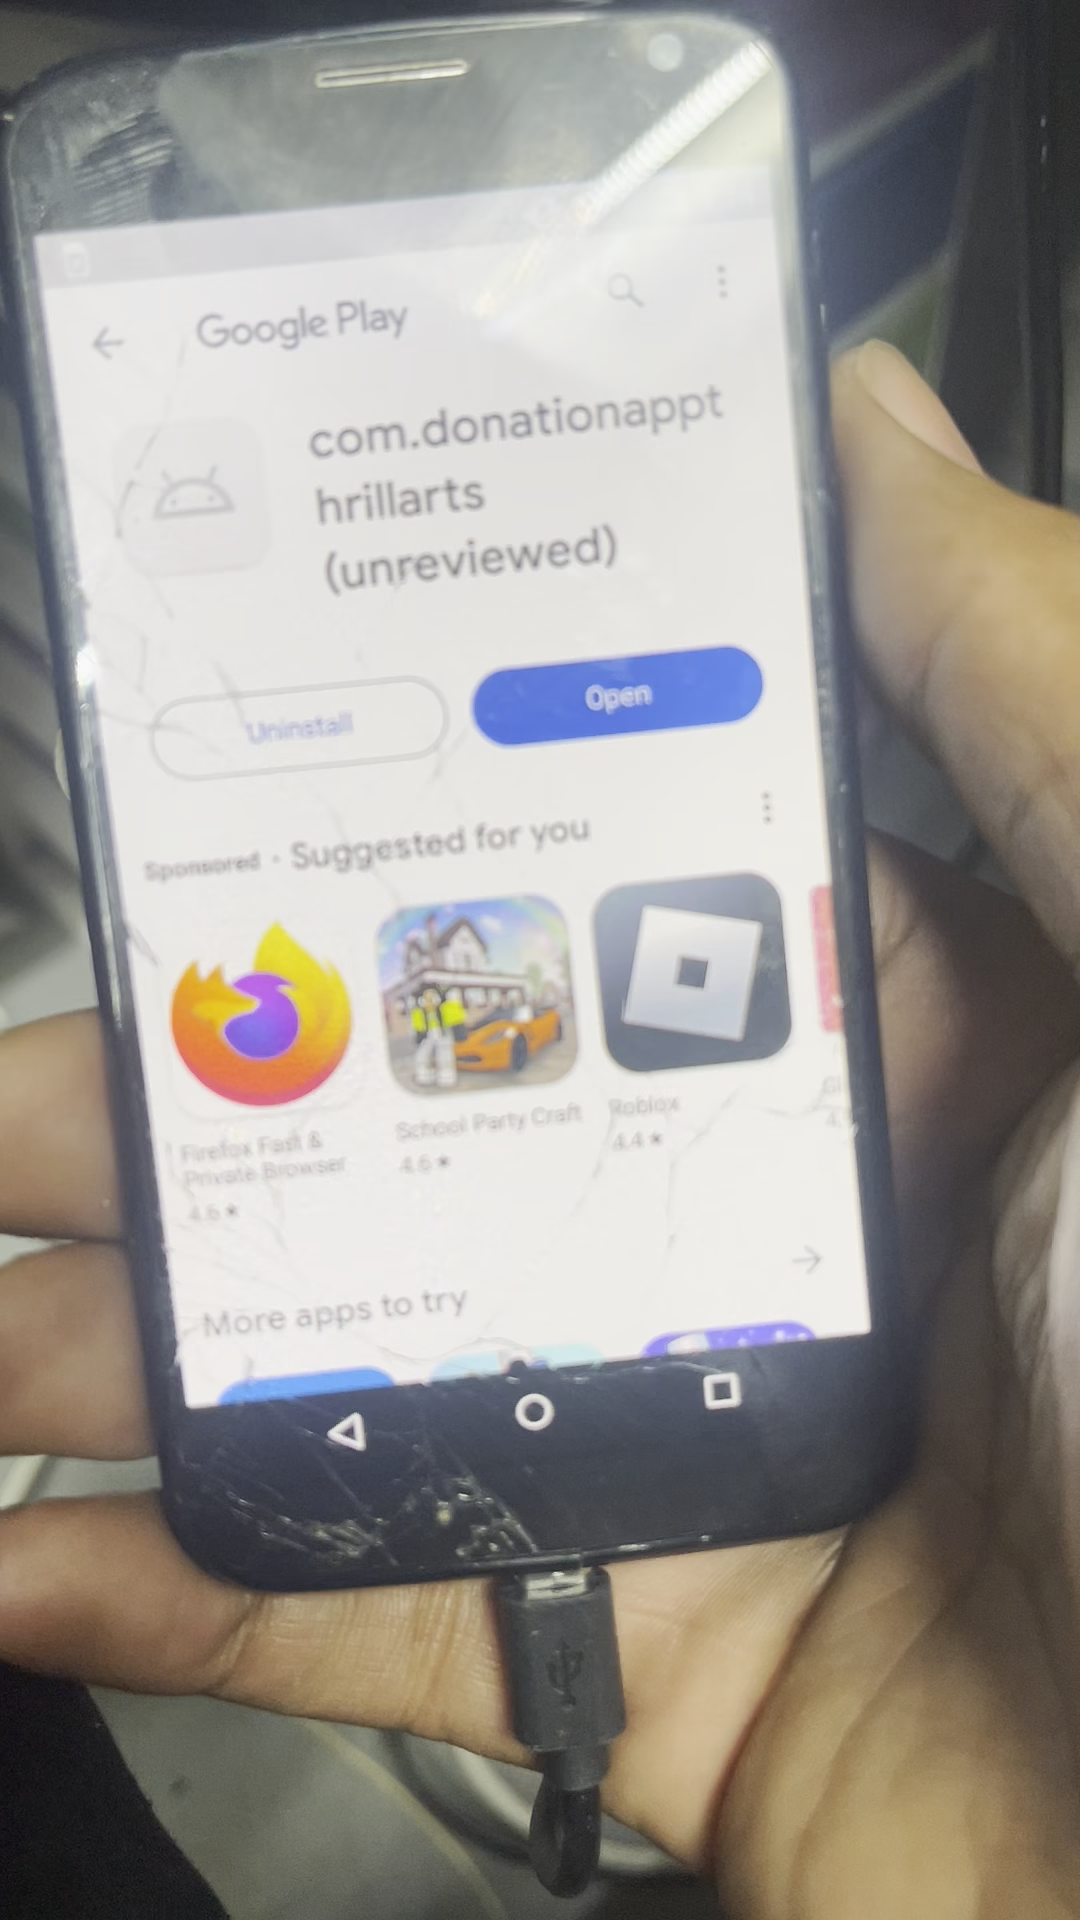 Google Play
com.donationappt
hrillarts
(unreviewed)
Uninstall
Open
Sponsored · Suggested for you
Firefox Fast &
Private Browser
4.6 ★
School Party Craft
4.6 ★
Roblox
4.4 ★
More apps to try